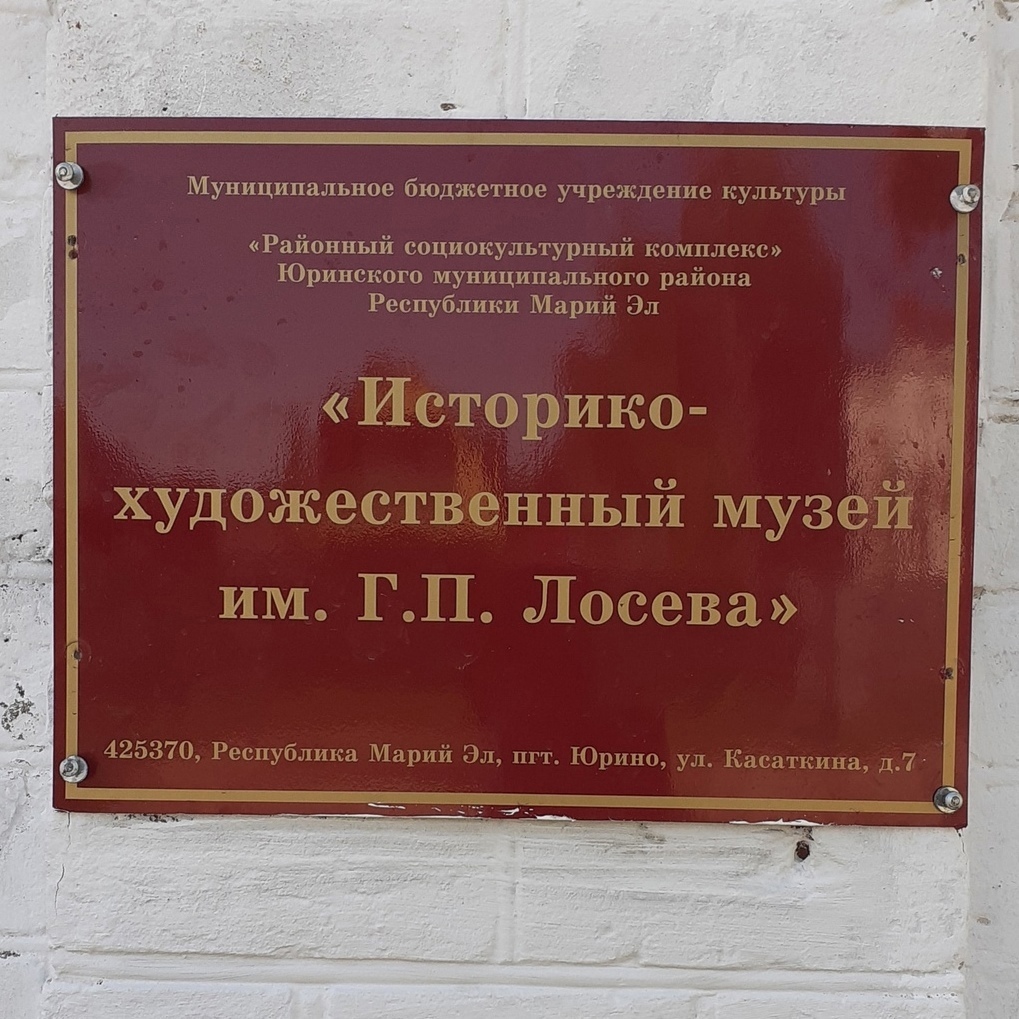 Муниципальное бюджетное учреждение культуры
«Районный социокультурный комплекс»
Юринского муниципального района
Республики Марий Эл
«Историко-
художественный музей
им. Г.П. Лосева»
425370, Республика Марий Эл, пгт. Юрино, ул. Касаткина, д.7